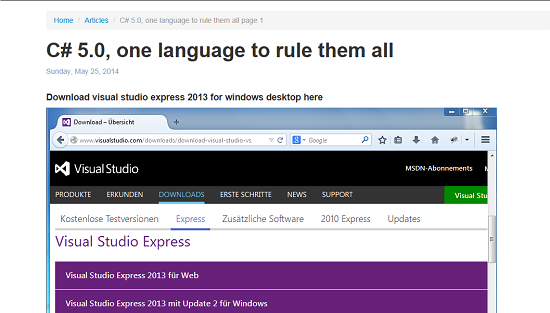 Home / Articles / C# 5.0, one language to rule them all page 1
C# 5.0, one language to rule them all
Sunday, May 25, 2014
Download visual studio express 2013 for windows desktop here
Download – Übersicht
www.visualstudio.com/downloads/download-visual-studio-vs
Google
Visual Studio
MSDN-Abonnements
PRODUKTE ERKUNDEN DOWNLOADS ERSTE SCHRITTE NEWS SUPPORT
Visual Stu
Kostenlose Testversionen Express Zusätzliche Software 2010 Express Updates
Visual Studio Express
Visual Studio Express 2013 für Web
Visual Studio Express 2013 mit Update 2 für Windows